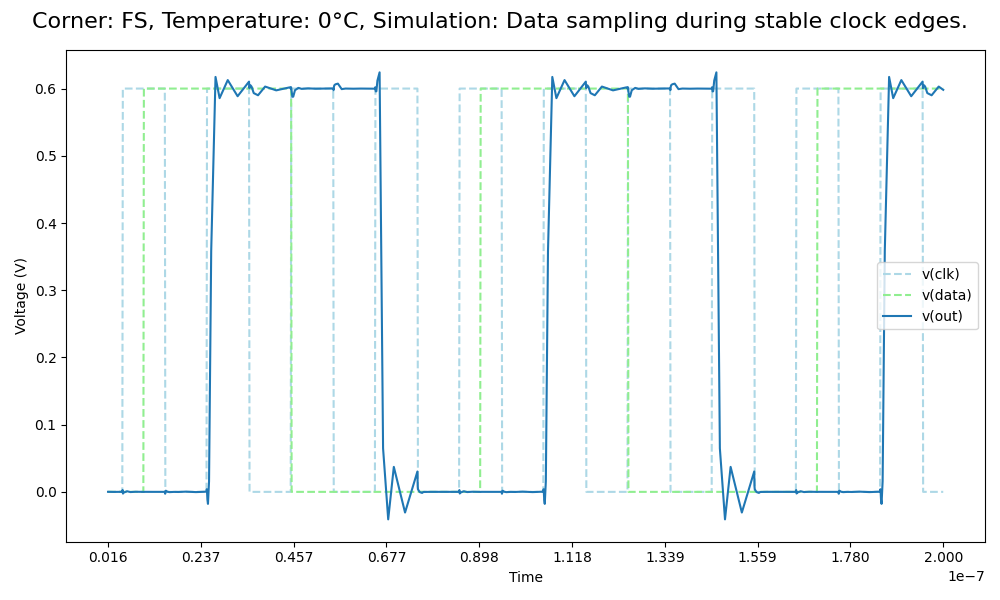 Corner: FS, Temperature: 0°C, Simulation: Data sampling during stable clock edges.
0.6
0.5
0.4
0.3
0.2
0.1
0.0
Voltage (V)
v(clk)
v(data)
v(out)
0.016 0.237 0.457 0.677 0.898 1.118 1.339 1.559 1.780 2.000
Time
1e−7